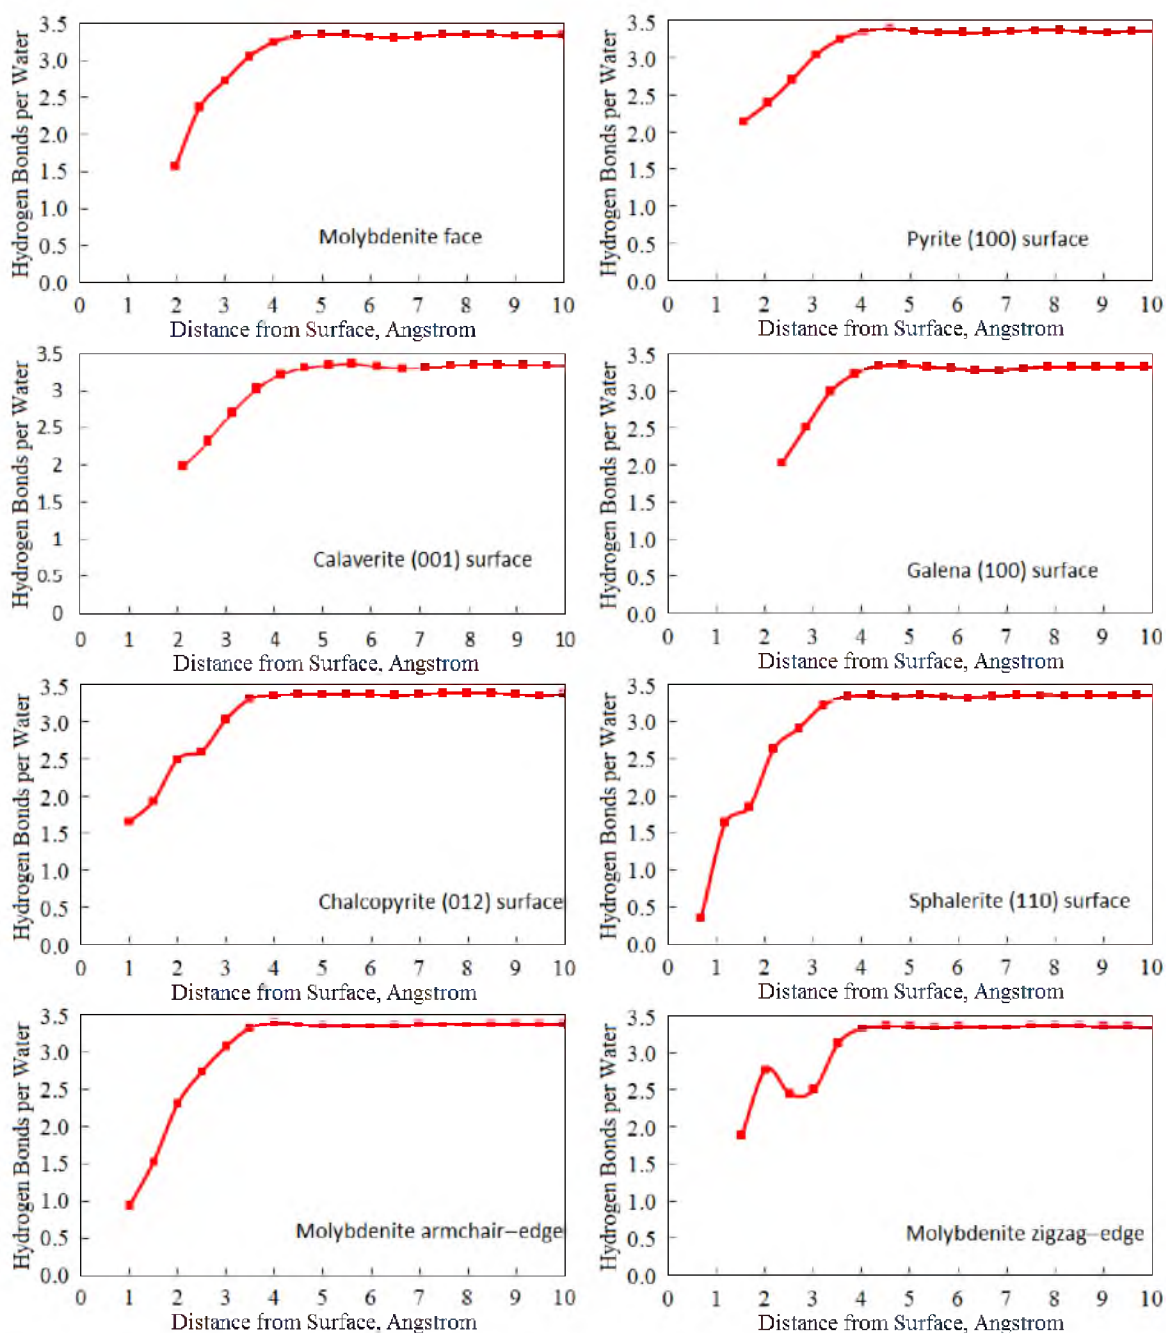 Hydrogen Bonds per Water
3.5
3.0
2.5
2.0
1.5
1.0
0.5
0.0
Molybdenite face
0 1 2 3 4 5 6 7 8 9 10
Distance from Surface, Angstrom
Hydrogen Bonds per Water
3.5
3.0
2.5
2.0
1.5
1.0
0.5
0.0
Pyrite (100) surface
0 1 2 3 4 5 6 7 8 9 10
Distance from Surface, Angstrom
Hydrogen Bonds per Water
3.5
3
2.5
2
1.5
1
0.5
0
Calaverite (001) surface
0 1 2 3 4 5 6 7 8 9 10
Distance from Surface, Angstrom
Hydrogen Bonds per Water
3.5
3.0
2.5
2.0
1.5
1.0
0.5
0.0
Galena (100) surface
0 1 2 3 4 5 6 7 8 9 10
Distance from Surface, Angstrom
Hydrogen Bonds per Water
3.5
3.0
2.5
2.0
1.5
1.0
0.5
0.0
Chalcopyrite (012) surface
0 1 2 3 4 5 6 7 8 9 10
Distance from Surface, Angstrom
Hydrogen Bonds per Water
3.5
3.0
2.5
2.0
1.5
1.0
0.5
0.0
Sphalerite (110) surface
0 1 2 3 4 5 6 7 8 9 10
Distance from Surface, Angstrom
Hydrogen Bonds per Water
3.5
3.0
2.5
2.0
1.5
1.0
0.5
0.0
Molybdenite armchair–edge
0 1 2 3 4 5 6 7 8 9 10
Distance from Surface, Angstrom
Hydrogen Bonds per Water
3.5
3.0
2.5
2.0
1.5
1.0
0.5
0.0
Molybdenite zigzag–edge
0 1 2 3 4 5 6 7 8 9 10
Distance from Surface, Angstrom